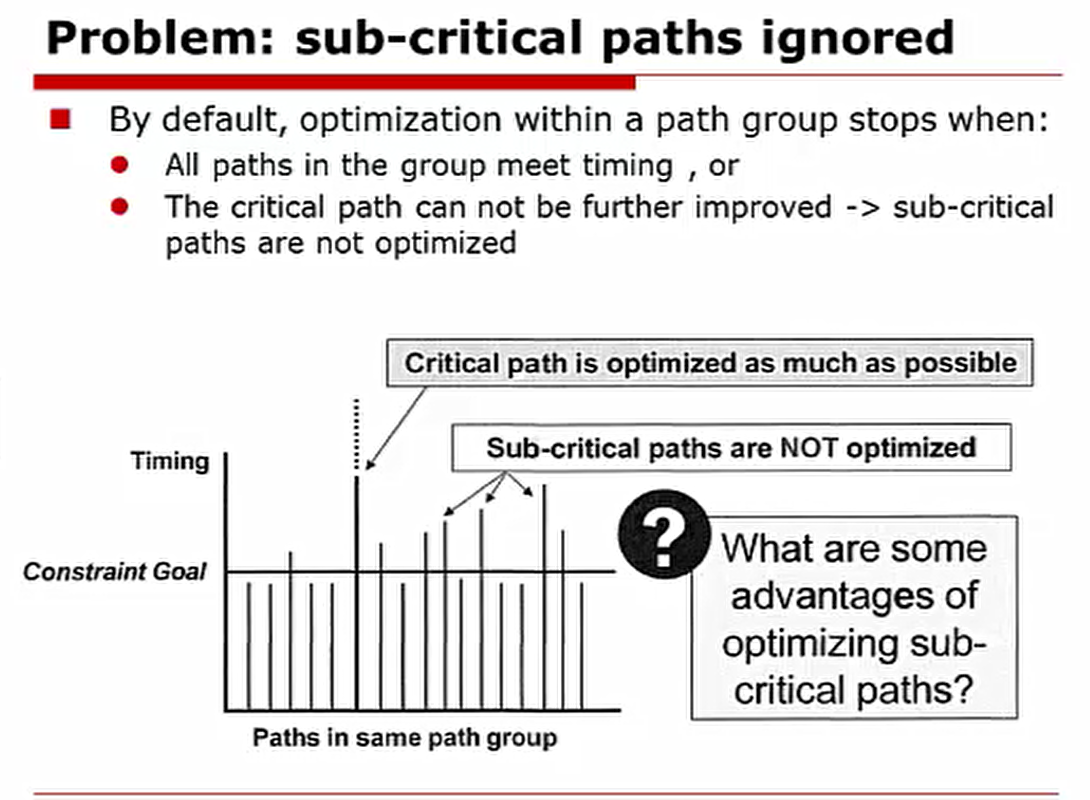 Problem: sub-critical paths ignored
By default, optimization within a path group stops when:
All paths in the group meet timing , or
The critical path can not be further improved -> sub-critical
paths are not optimized
Critical path is optimized as much as possible
Sub-critical paths are NOT optimized
Timing
Constraint Goal
?
What are some
advantages of
optimizing sub-
critical paths?
Paths in same path group